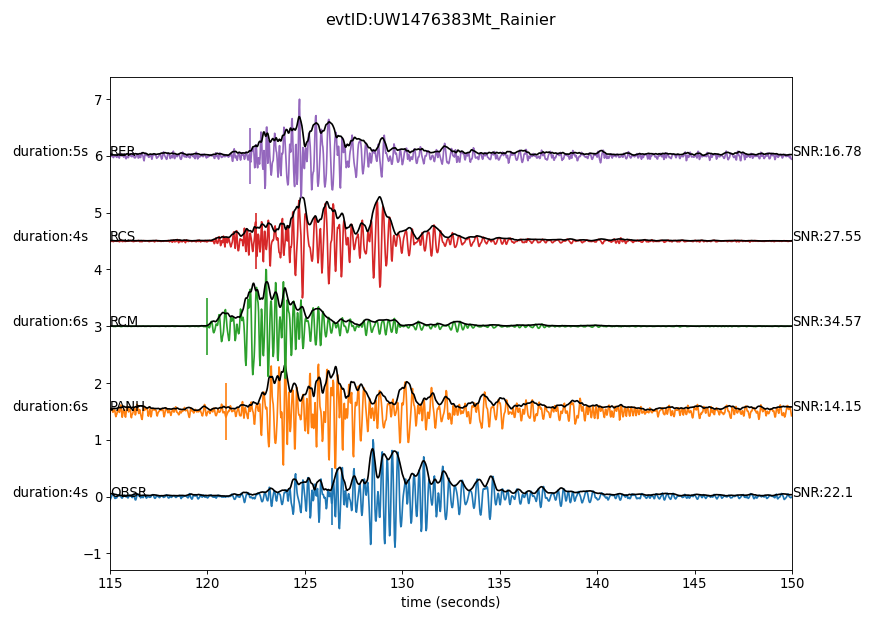 evtID:UW1476383Mt_Rainier
7
duration:5s 6 RER SNR:16.78
5
duration:4s RCS SNR:27.55
4
duration:6s 3 RCM SNR:34.57
2
duration:6s PANH SNR:14.15
1
duration:4s 0 OBSR SNR:22.1
−1
115 120 125 130 135 140 145 150
time (seconds)